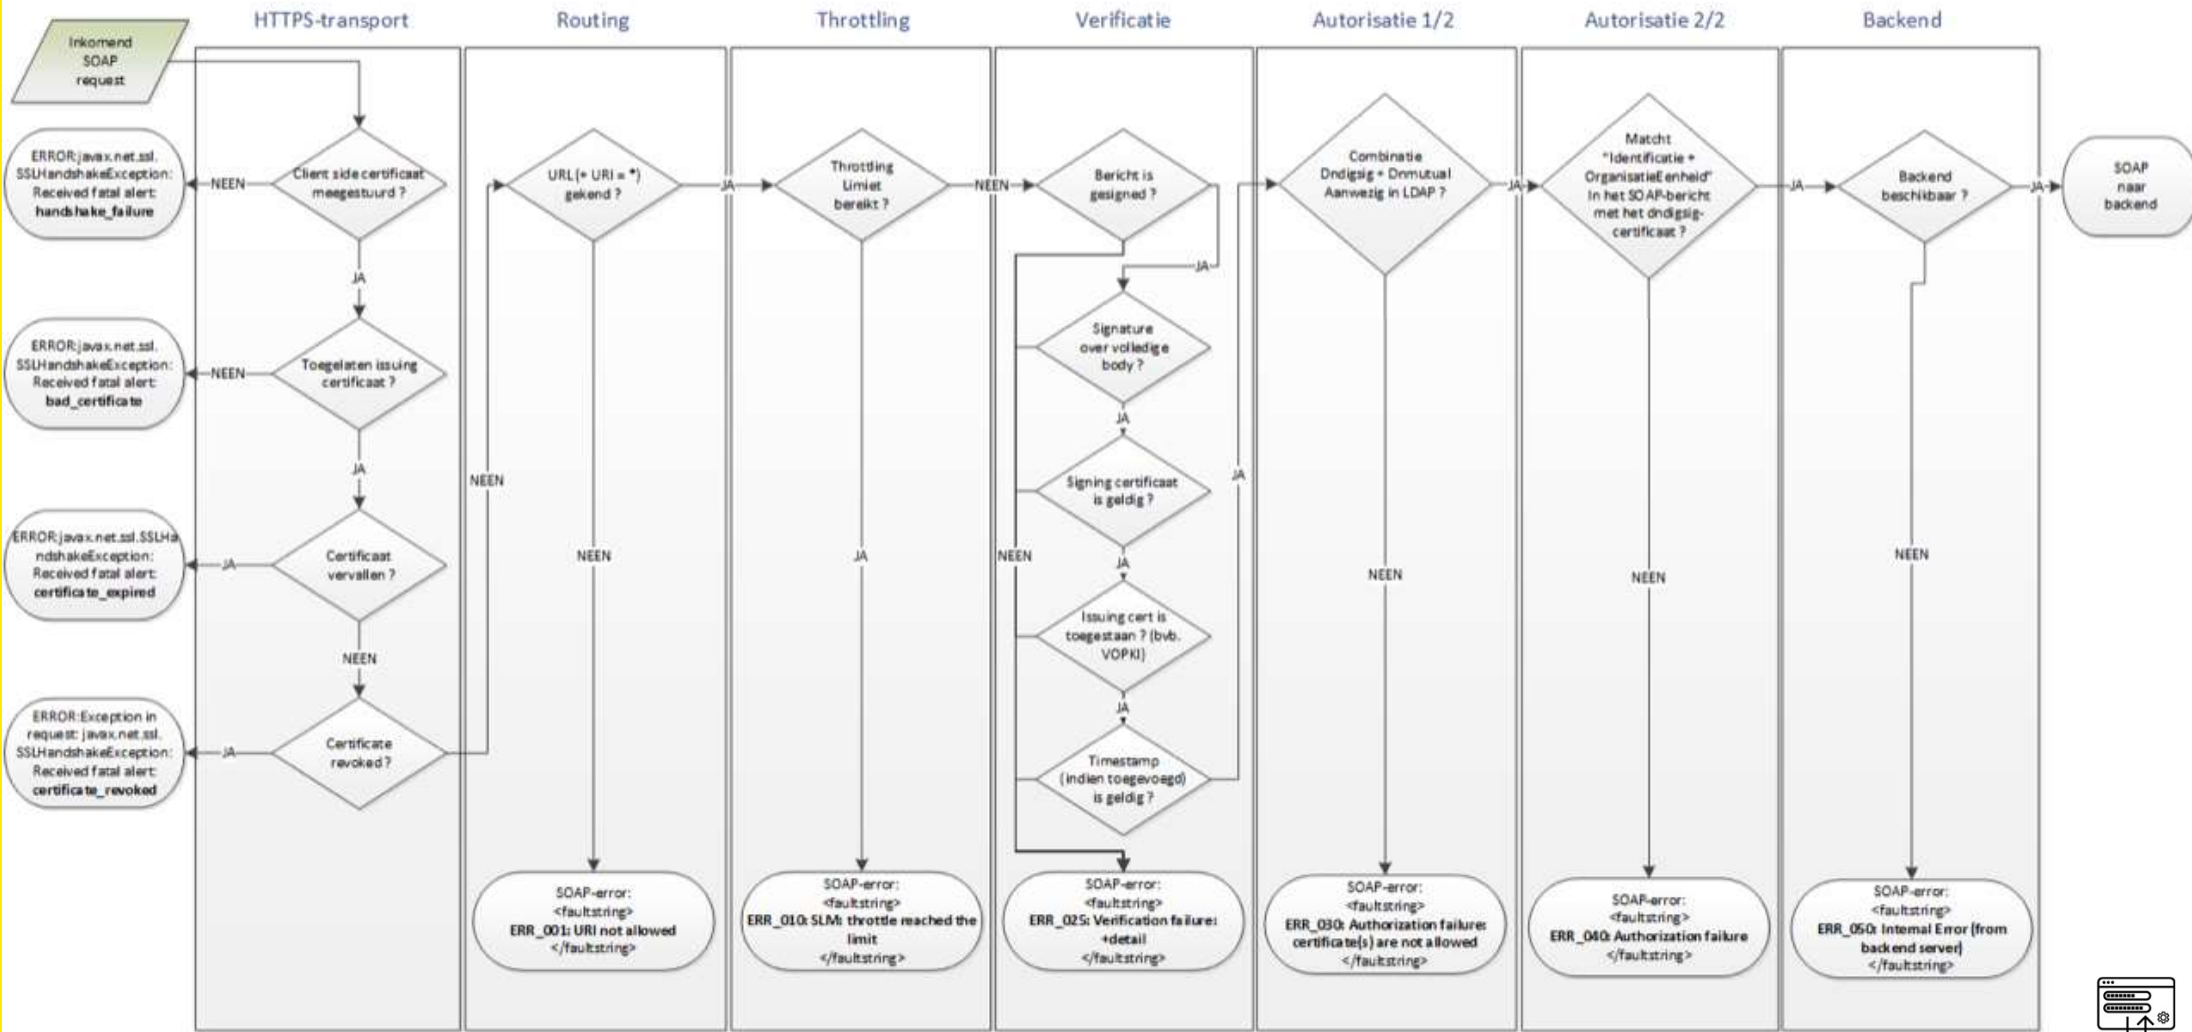 HTTPS-transport
Routing
Throttling
Verificatie
Autorisatie 1/2
Autorisatie 2/2
Backend
Inkomend
SOAP
request
ERROR:javax.net.ssl.
SSLHandshakeException:
Received fatal alert:
handshake_failure
NEEN
Client side certificaat
meegestuurd ?
JA
ERROR:javax.net.ssl.
SSLHandshakeException:
Received fatal alert:
bad_certificate
NEEN
Toegelaten issuing
certificaat ?
JA
ERROR:javax.net.ssl.SSLHa
ndshakeException:
Received fatal alert:
certificate_expired
JA
Certificaat
vervallen ?
NEEN
ERROR:Exception in
request: javax.net.ssl.
SSLHandshakeException:
Received fatal alert:
certificate_revoked
JA
Certificate
revoked ?
NEEN
URL (+ URI = *)
gekend ?
JA
NEEN
SOAP-error:
<faultstring>
ERR_001: URI not allowed
</faultstring>
Throttling
Limiet
bereikt ?
NEEN
JA
SOAP-error:
<faultstring>
ERR_010: SLM: throttle reached the
limit
</faultstring>
Bericht is
gesigned ?
JA
Signature
over volledige
body ?
JA
Signing certificaat
is geldig ?
JA
Issuing cert is
toegestaan ? (bvb.
VOPKI)
JA
Timestamp
(indien toegevoegd)
is geldig ?
NEEN
JA
SOAP-error:
<faultstring>
ERR_025: Verification failure:
+detail
</faultstring>
Combinatie
Dndigsig + Dnmutual
Aanwezig in LDAP ?
JA
NEEN
SOAP-error:
<faultstring>
ERR_030: Authorization failure:
certificate(s) are not allowed
</faultstring>
Matcht
"Identificatie +
OrganisatieEenheid"
In het SOAP-bericht
met het dndigsig-
certificaat ?
JA
NEEN
SOAP-error:
<faultstring>
ERR_040: Authorization failure
</faultstring>
Backend
beschikbaar ?
JA
NEEN
SOAP-error:
<faultstring>
ERR_050: Internal Error (from
backend server)
</faultstring>
SOAP
naar
backend